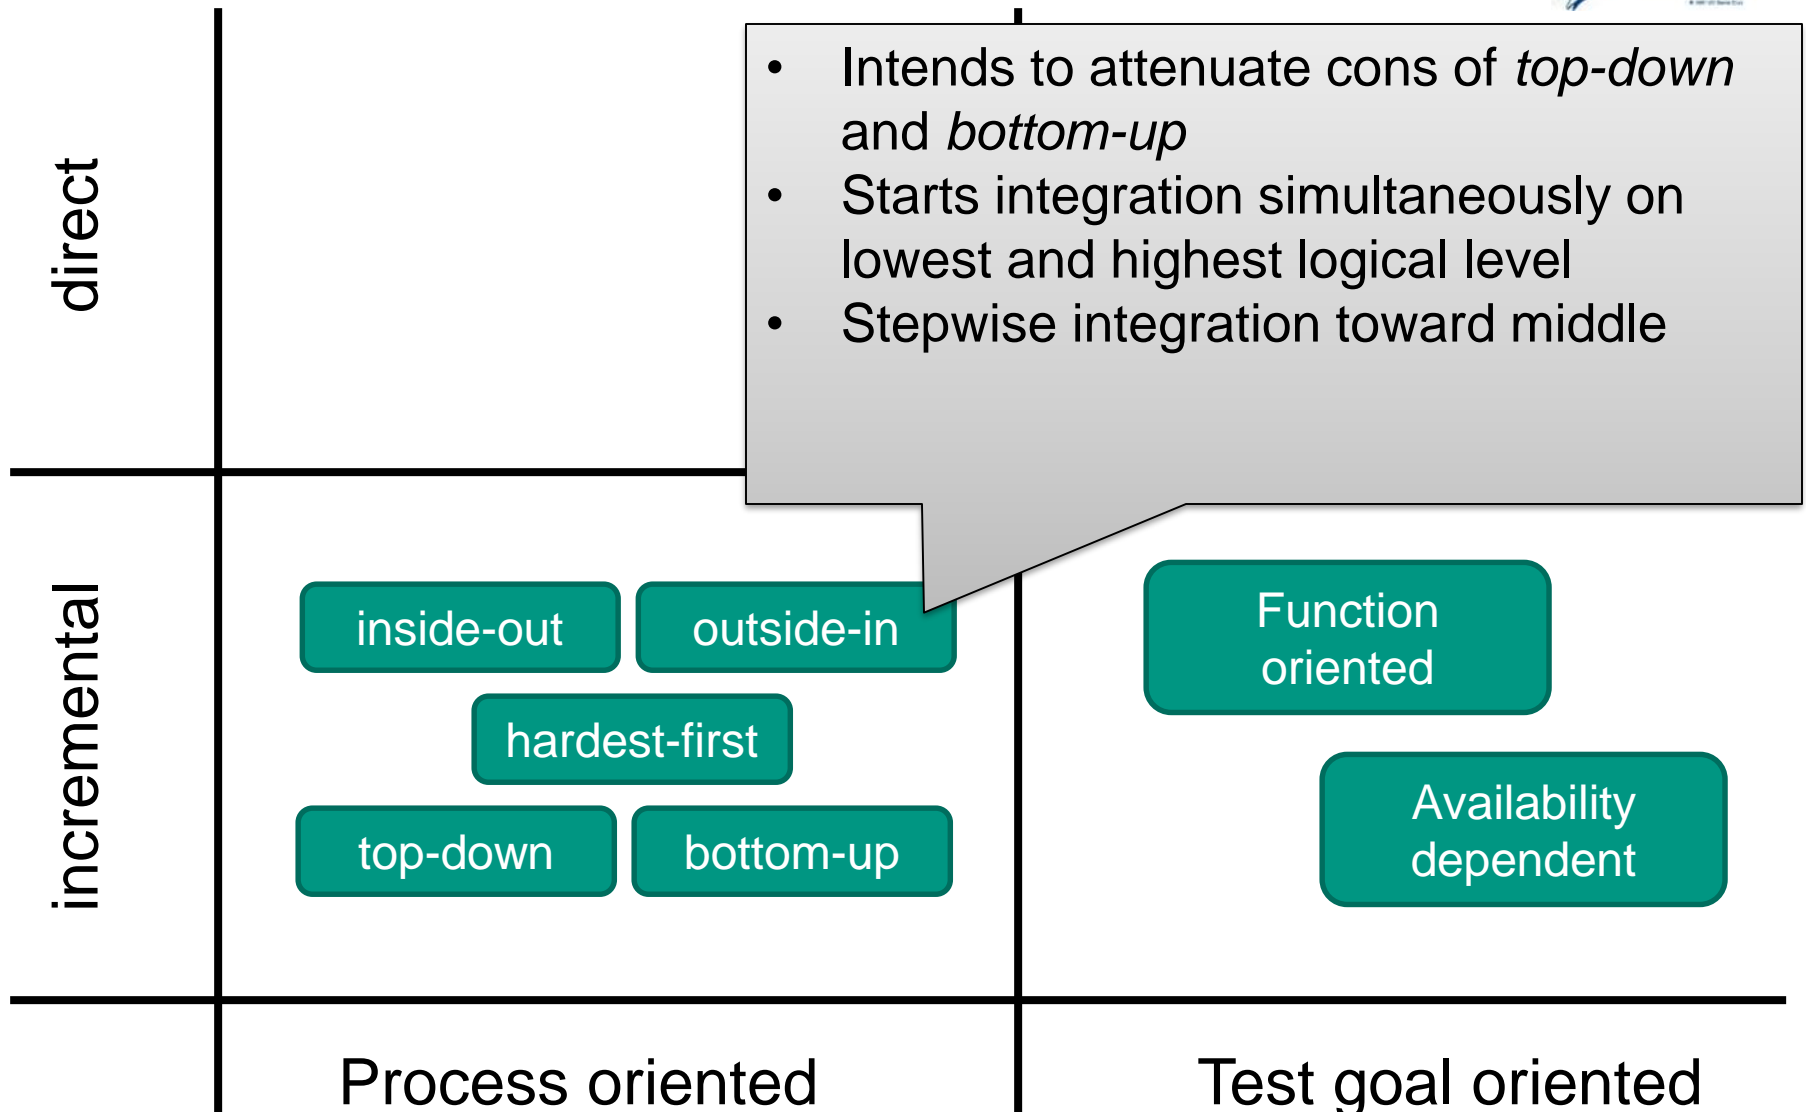 direct
• Intends to attenuate cons of top-down
and bottom-up
• Starts integration simultaneously on
lowest and highest logical level
• Stepwise integration toward middle
incremental
inside-out
outside-in
hardest-first
top-down
bottom-up
Function
oriented
Availability
dependent
Process oriented
Test goal oriented